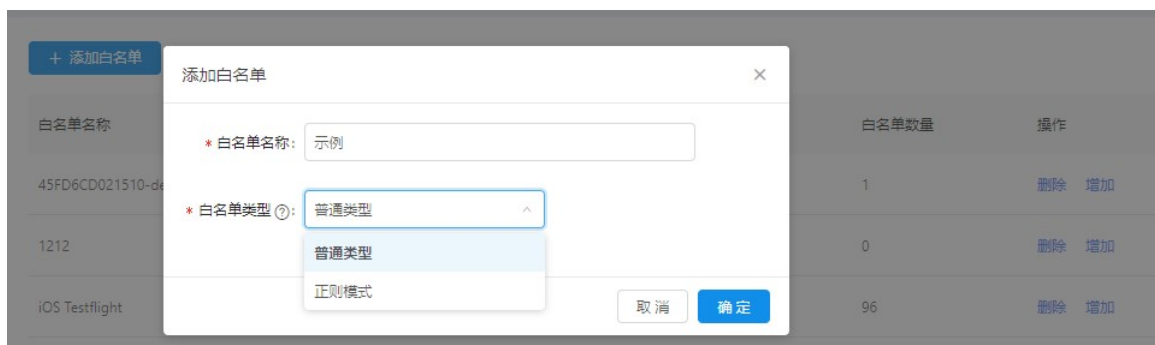 + 添加白名单
添加白名单
白名单名称 白名单数量 操作
* 白名单名称: 示例
45FD6CD021510-de 1 删除 增加
* 白名单类型?: 普通类型
1212 0 删除 增加
普通类型
正则模式
iOS Testflight 96 删除 增加
取消 确定